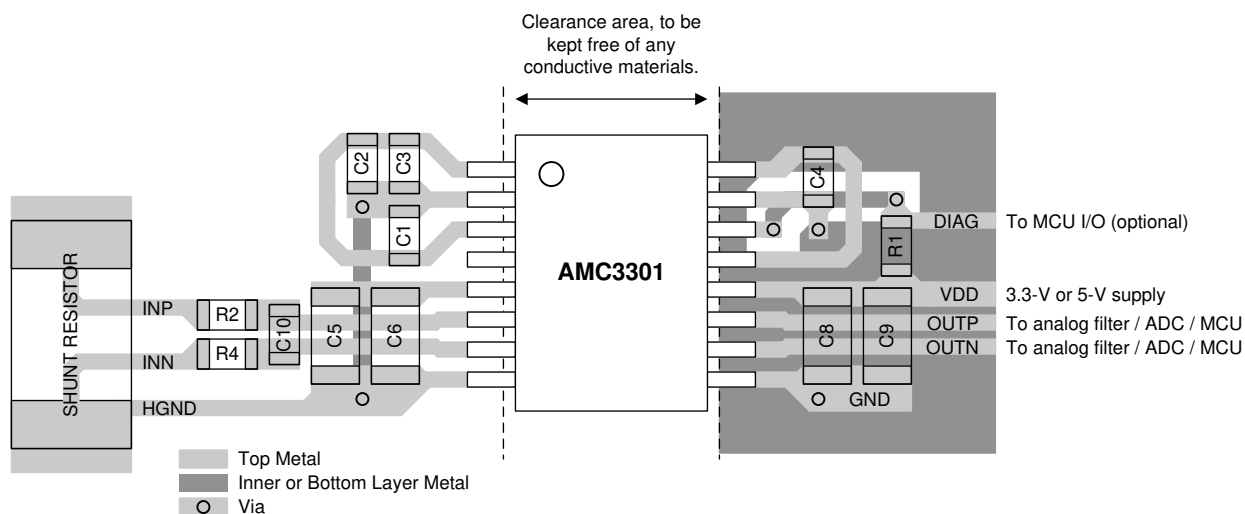 Clearance area, to be
kept free of any
conductive materials.
C2
C3
C1
C4
DIAG
To MCU I/O (optional)
R1
AMC3301
SHUNT RESISTOR
INP
R2
C10
C5
C6
INN
R4
HGND
VDD
3.3-V or 5-V supply
OUTP
To analog filter / ADC / MCU
OUTN
To analog filter / ADC / MCU
C8
C9
GND
Top Metal
Inner or Bottom Layer Metal
Via